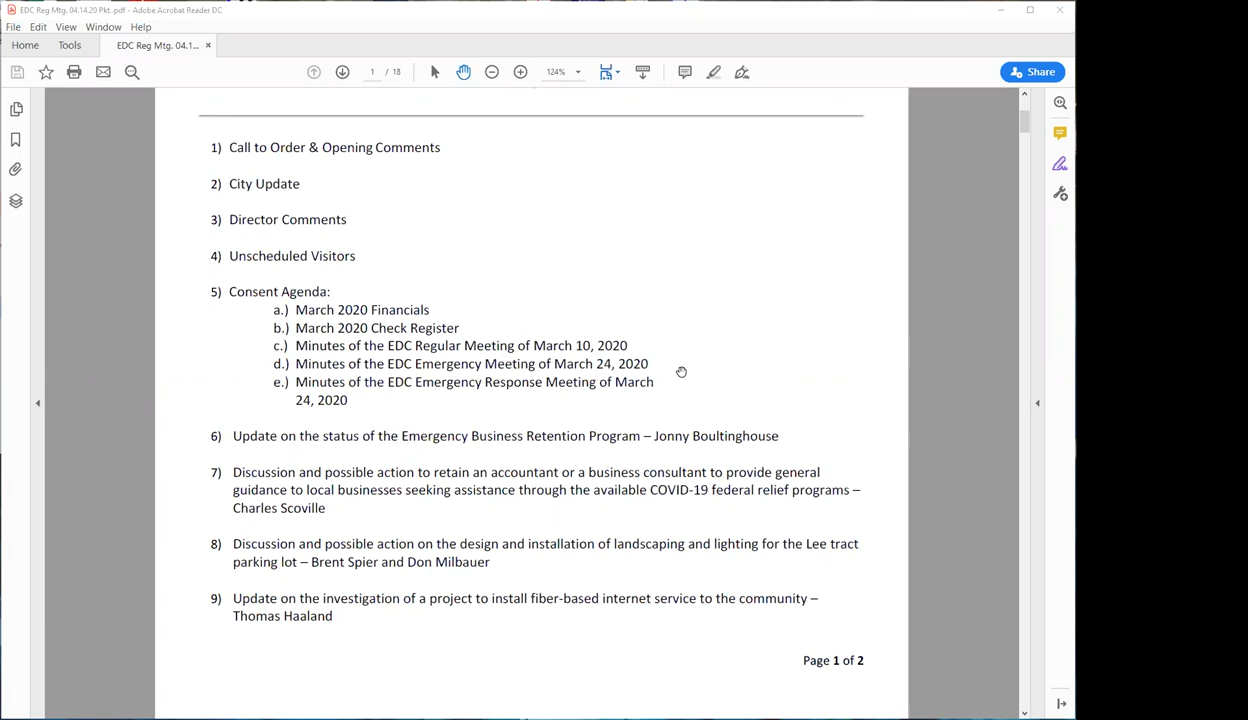 EDC Reg Mtg. 04.14.20 Pkt..pdf - Adobe Acrobat Reader DC
File Edit View Window Help
Home Tools EDC Reg Mtg. 04.1... ×
1 / 18 124% Share
1) Call to Order & Opening Comments
2) City Update
3) Director Comments
4) Unscheduled Visitors
5) Consent Agenda:
a.) March 2020 Financials
b.) March 2020 Check Register
c.) Minutes of the EDC Regular Meeting of March 10, 2020
d.) Minutes of the EDC Emergency Meeting of March 24, 2020
e.) Minutes of the EDC Emergency Response Meeting of March
24, 2020
6) Update on the status of the Emergency Business Retention Program – Jonny Boultinghouse
7) Discussion and possible action to retain an accountant or a business consultant to provide general
guidance to local businesses seeking assistance through the available COVID-19 federal relief programs –
Charles Scoville
8) Discussion and possible action on the design and installation of landscaping and lighting for the Lee tract
parking lot – Brent Spier and Don Milbauer
9) Update on the investigation of a project to install fiber-based internet service to the community –
Thomas Haaland
Page 1 of 2